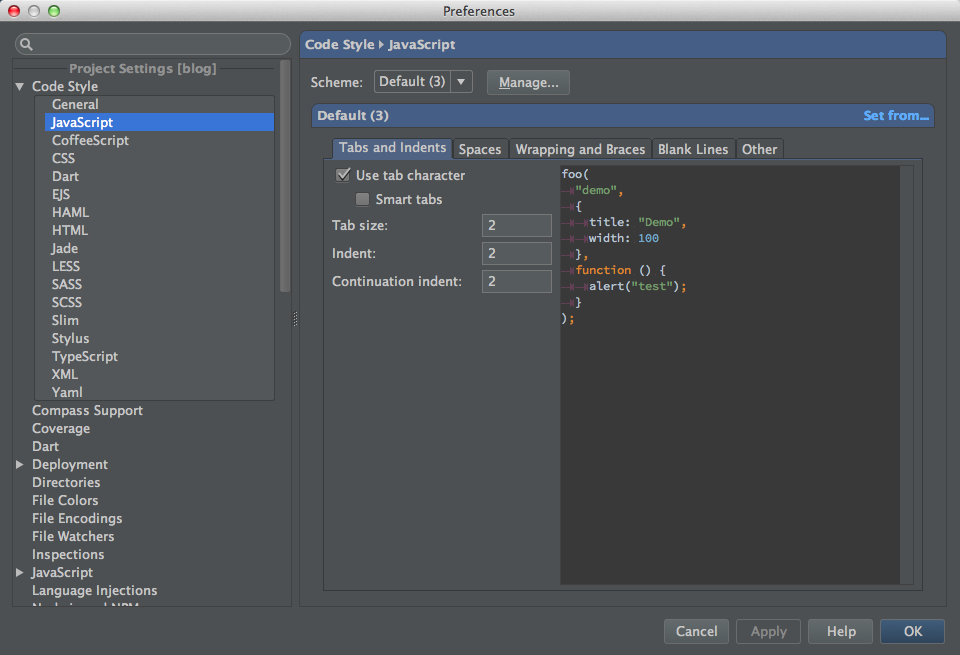 Preferences
Project Settings [blog]
Code Style
General
JavaScript
CoffeeScript
CSS
Dart
EJS
HAML
HTML
Jade
LESS
SASS
SCSS
Slim
Stylus
TypeScript
XML
Yaml
Compass Support
Coverage
Dart
Deployment
Directories
File Colors
File Encodings
File Watchers
Inspections
JavaScript
Language Injections
Code Style ▸ JavaScript
Scheme: Default (3) Manage...
Default (3) Set from...
Tabs and Indents Spaces Wrapping and Braces Blank Lines Other
Use tab character
Smart tabs
Tab size: 2
Indent: 2
Continuation indent: 2
foo(
"demo",
{
title: "Demo",
width: 100
},
function () {
alert("test");
}
);
Cancel Apply Help OK